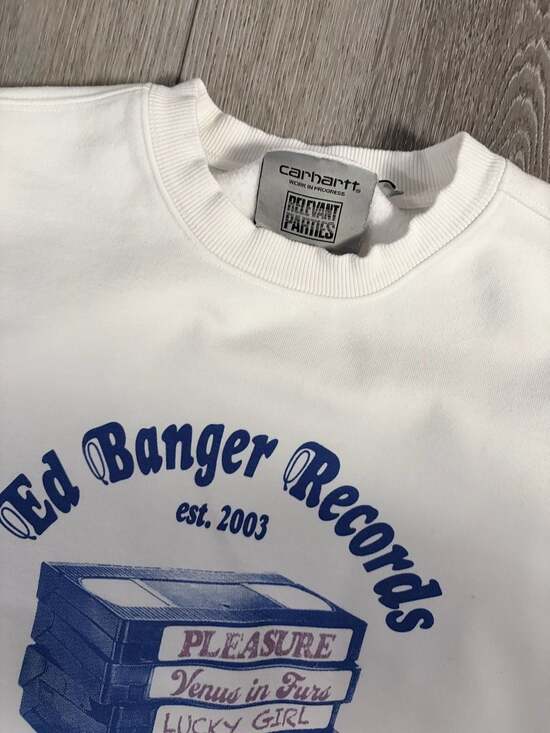 carhartt®
WORK IN PROGRESS
RELEVANT
PARTIES
Ed Banger Records
est. 2003
PLEASURE
Venus in Furs
LUCKY GIRL